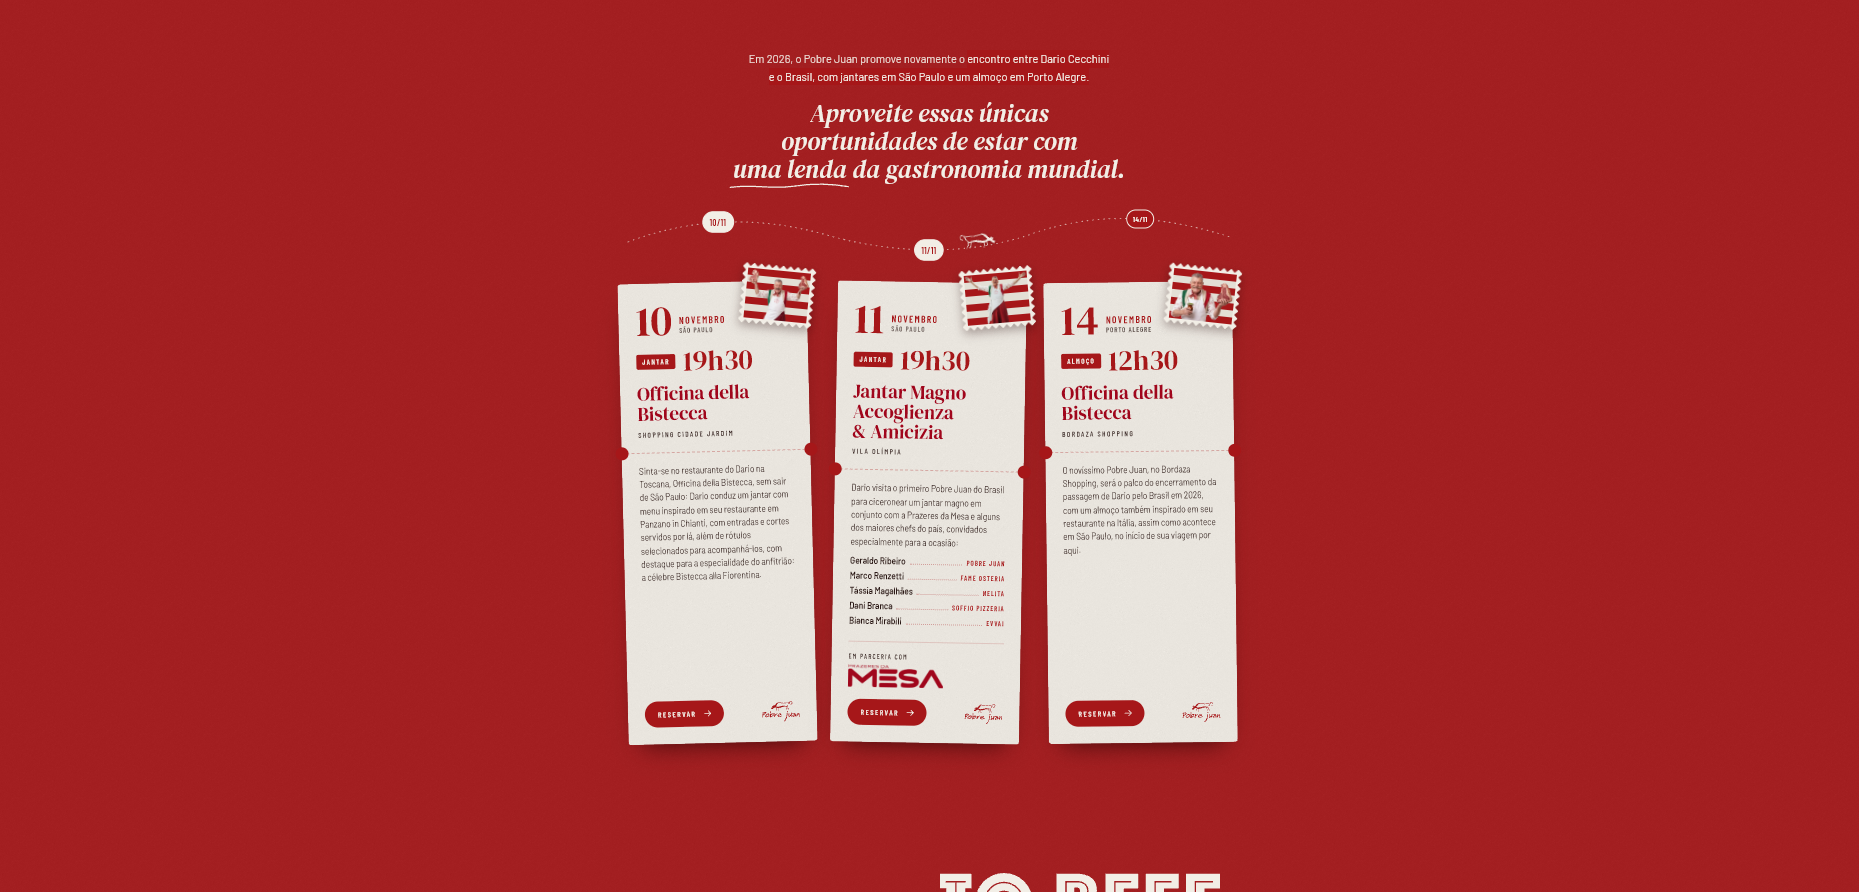 Em 2026, o Pobre Juan promove novamente o encontro entre Dario Cecchini
e o Brasil, com jantares em São Paulo e um almoço em Porto Alegre.
Aproveite essas únicas
oportunidades de estar com
uma lenda da gastronomia mundial.
10/11
11/11
14/11
10 NOVEMBRO
SÃO PAULO
JANTAR 19h30
Officina della
Bistecca
SHOPPING CIDADE JARDIM
Sinta-se no restaurante do Dario na
Toscana, Officina della Bistecca, sem sair
de São Paulo: Dario conduz um jantar com
menu inspirado em seu restaurante em
Panzano in Chianti, com entradas e cortes
servidos por lá, além de rótulos
selecionados para acompanhá-los, com
destaque para a especialidade do anfitrião:
a célebre Bistecca alla Fiorentina.
RESERVAR →
Pobre Juan
11 NOVEMBRO
SÃO PAULO
JANTAR 19h30
Jantar Magno
Accoglienza
& Amicizia
VILA OLÍMPIA
Dario visita o primeiro Pobre Juan do Brasil
para ciceronear um jantar magno em
conjunto com a Prazeres da Mesa e alguns
dos maiores chefs do país, convidados
especialmente para a ocasião:
Geraldo Ribeiro POBRE JUAN
Marco Renzetti FAME OSTERIA
Tássia Magalhães NELITA
Dani Branca SOFFIO PIZZERIA
Bianca Mirabili EVVAI
EM PARCERIA COM
PRAZERES DA
MESA
RESERVAR →
Pobre Juan
14 NOVEMBRO
PORTO ALEGRE
ALMOÇO 12h30
Officina della
Bistecca
BORDAZA SHOPPING
O novíssimo Pobre Juan, no Bordaza
Shopping, será o palco do encerramento da
passagem de Dario pelo Brasil em 2026,
com um almoço também inspirado em seu
restaurante na Itália, assim como acontece
em São Paulo, no início de sua viagem por
aqui.
RESERVAR →
Pobre Juan
TO BEEF